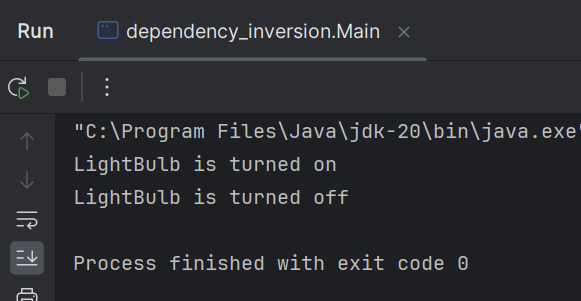 Run dependency_inversion.Main
"C:\Program Files\Java\jdk-20\bin\java.exe"
LightBulb is turned on
LightBulb is turned off
Process finished with exit code 0